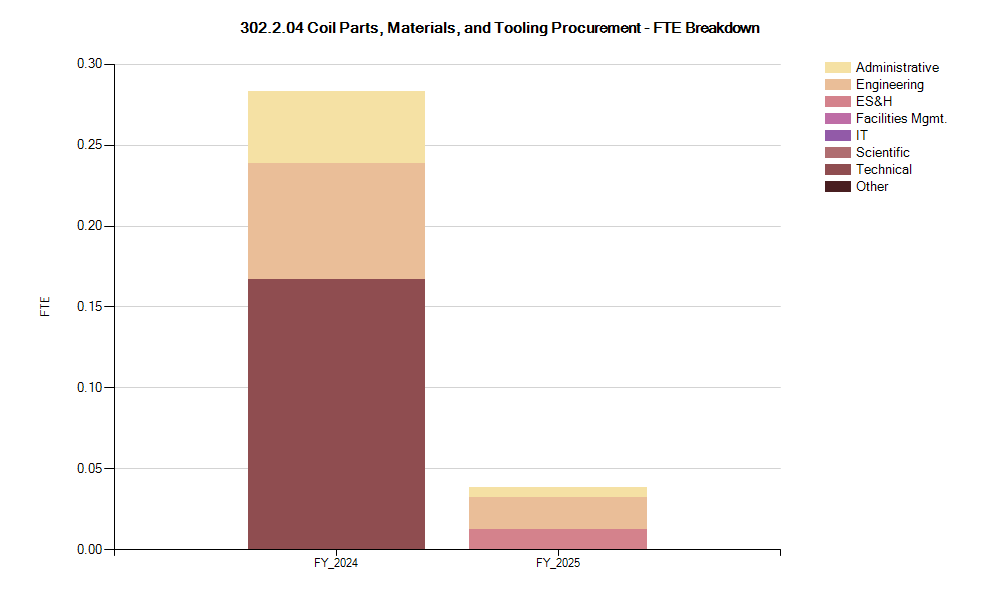 302.2.04 Coil Parts, Materials, and Tooling Procurement - FTE Breakdown
0.30
0.25
0.20
0.15
0.10
0.05
0.00
FTE
FY_2024
FY_2025
Administrative
Engineering
ES&H
Facilities Mgmt.
IT
Scientific
Technical
Other